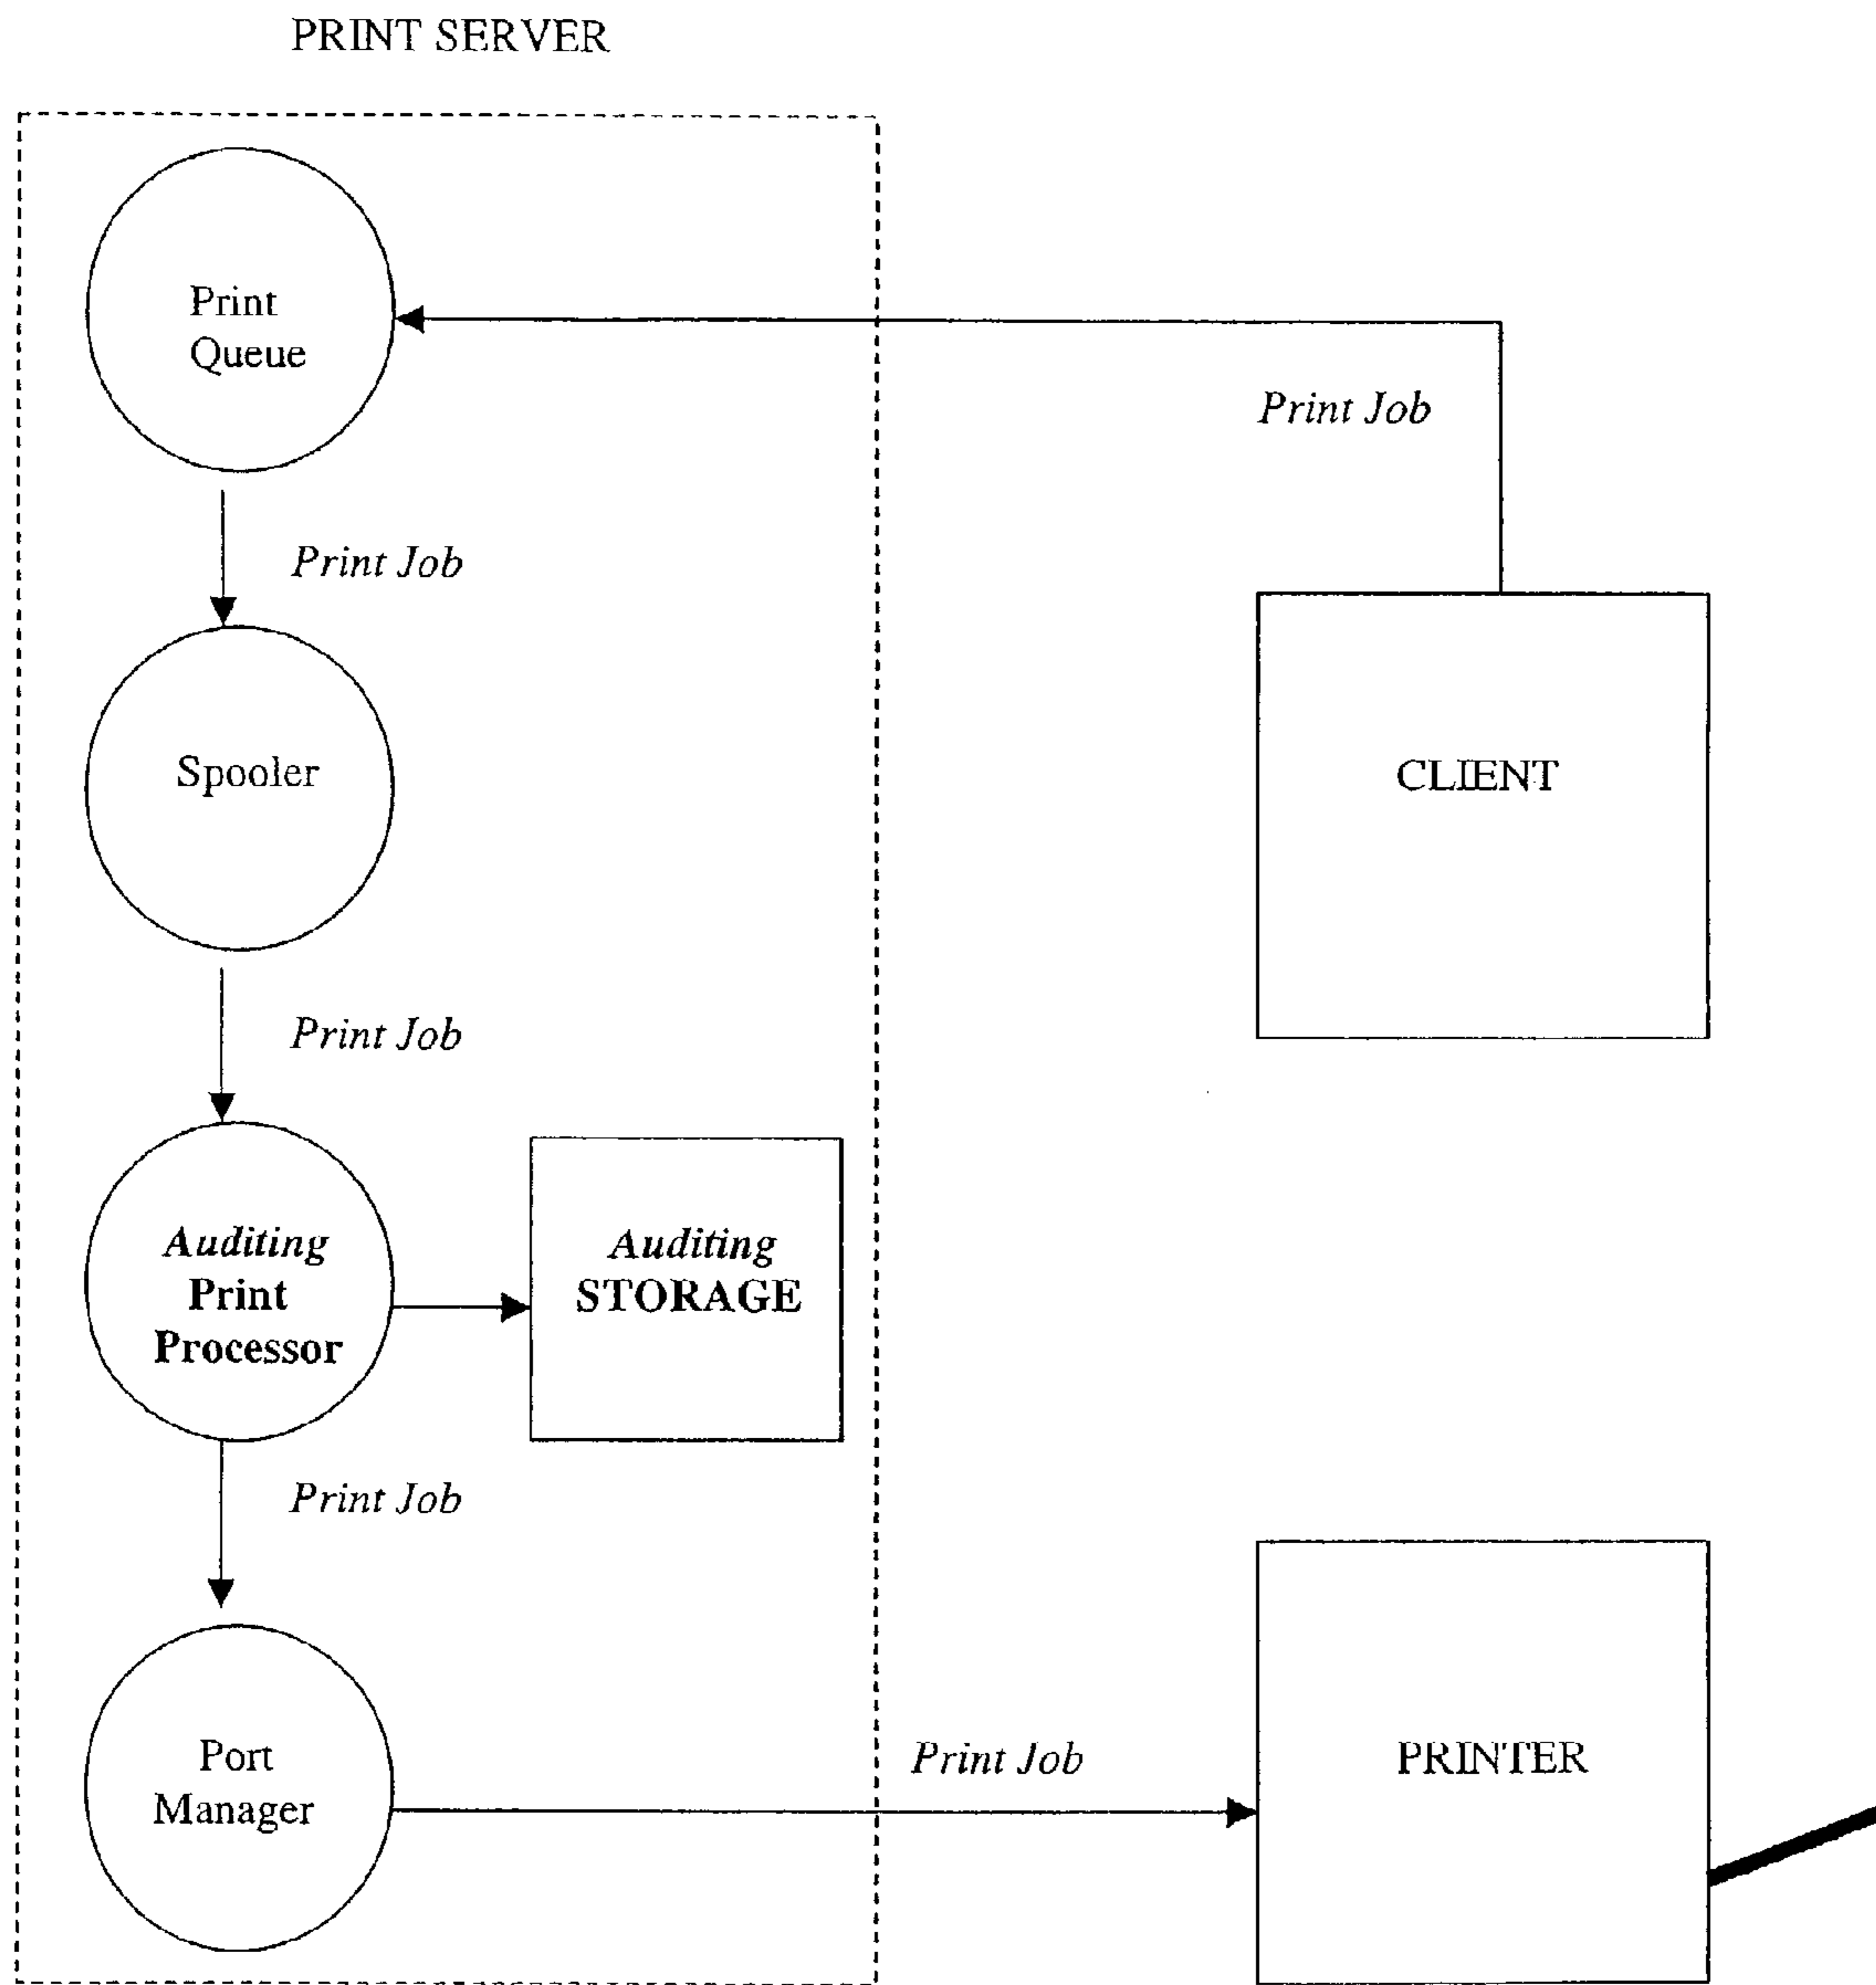 PRINT SERVER
Print
Queue
Print Job
Print Job
Spooler
CLIENT
Print Job
Auditing
Print
Processor
Auditing
STORAGE
Print Job
Port
Manager
Print Job
PRINTER